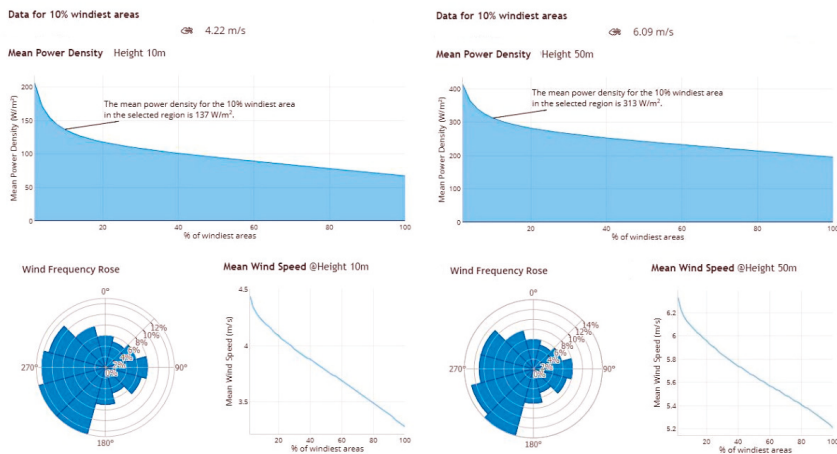 Data for 10% windiest areas
4.22 m/s
Mean Power Density Height 10m
Mean Power Density (W/m²)
200
150
100
50
0
The mean power density for the 10% windiest area
in the selected region is 137 W/m².
20
40
60
80
100
% of windiest areas
Wind Frequency Rose
0°
90°
180°
270°
12%
10%
8%
6%
4%
2%
0%
Mean Wind Speed @Height 10m
Mean Wind Speed (m/s)
4.5
4
3.5
20
40
60
80
100
% of windiest areas
Data for 10% windiest areas
6.09 m/s
Mean Power Density Height 50m
Mean Power Density (W/m²)
400
300
200
100
0
The mean power density for the 10% windiest area
in the selected region is 313 W/m².
20
40
60
80
100
% of windiest areas
Wind Frequency Rose
0°
90°
180°
270°
14%
12%
10%
8%
6%
4%
2%
0%
Mean Wind Speed @Height 50m
Mean Wind Speed (m/s)
6
5.8
5.6
5.4
5.2
20
40
60
80
100
% of windiest areas